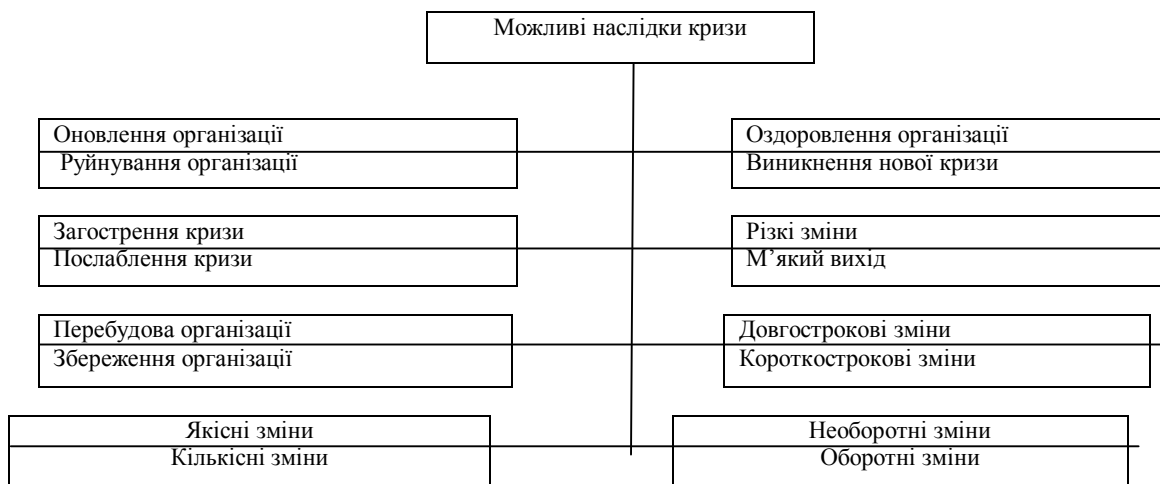 Можливі наслідки кризи
Оновлення організації
Руйнування організації
Оздоровлення організації
Виникнення нової кризи
Загострення кризи
Послаблення кризи
Різкі зміни
М’який вихід
Перебудова організації
Збереження організації
Довгострокові зміни
Короткострокові зміни
Якісні зміни
Кількісні зміни
Необоротні зміни
Оборотні зміни